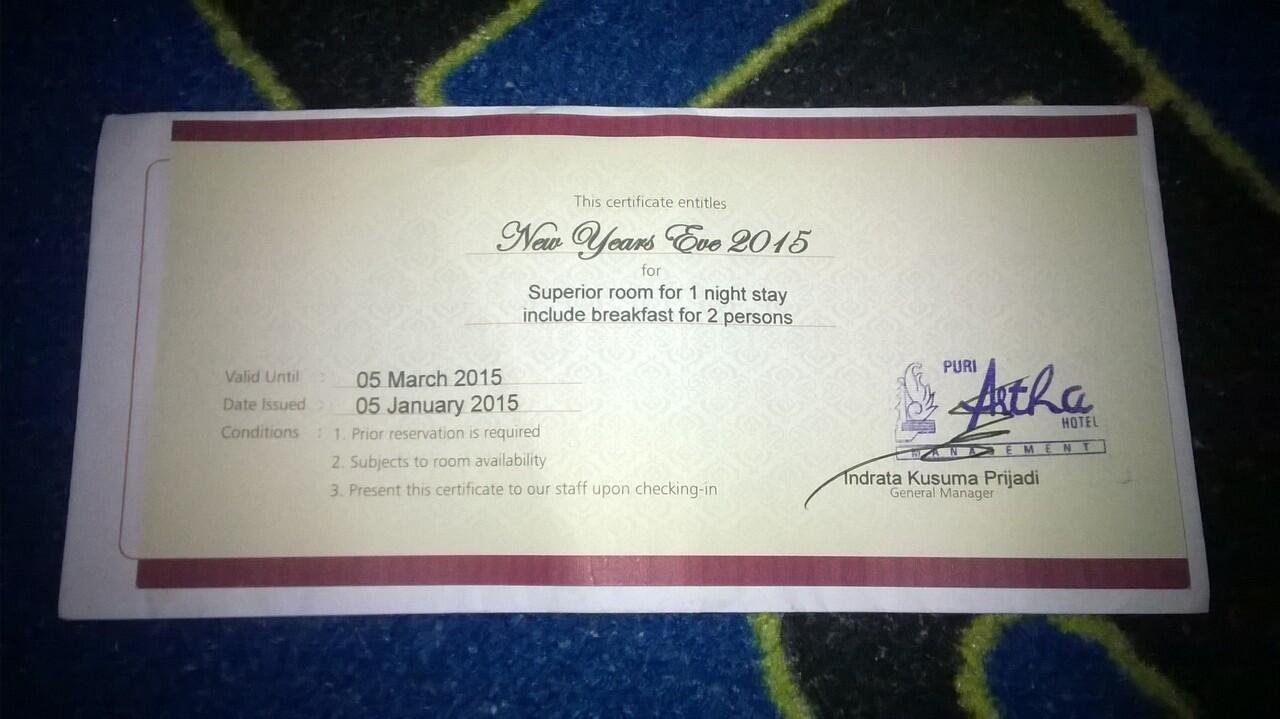 This certificate entitles
New Years Eve 2015
for
Superior room for 1 night stay
include breakfast for 2 persons
Valid Until : 05 March 2015
Date Issued : 05 January 2015
Conditions : 1. Prior reservation is required
2. Subjects to room availability
3. Present this certificate to our staff upon checking-in
PURI
Artha
HOTEL
MANAGEMENT
Indrata Kusuma Prijadi
General Manager